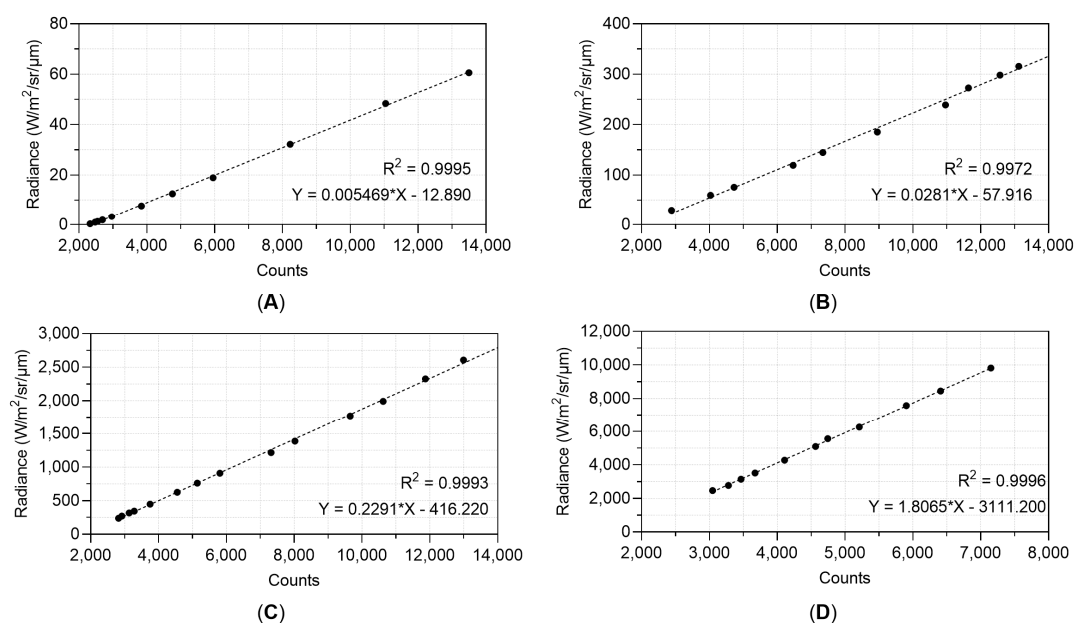 80
60
40
20
0
Radiance (W/m²/sr/μm)
R² = 0.9995
Y = 0.005469*X - 12.890
2,000 4,000 6,000 8,000 10,000 12,000 14,000
Counts
(A)
400
300
200
100
0
Radiance (W/m²/sr/μm)
R² = 0.9972
Y = 0.0281*X - 57.916
2,000 4,000 6,000 8,000 10,000 12,000 14,000
Counts
(B)
3,000
2,500
2,000
1,500
1,000
500
0
Radiance (W/m²/sr/μm)
R² = 0.9993
Y = 0.2291*X - 416.220
2,000 4,000 6,000 8,000 10,000 12,000 14,000
Counts
(C)
12,000
10,000
8,000
6,000
4,000
2,000
0
Radiance (W/m²/sr/μm)
R² = 0.9996
Y = 1.8065*X - 3111.200
2,000 3,000 4,000 5,000 6,000 7,000 8,000
Counts
(D)